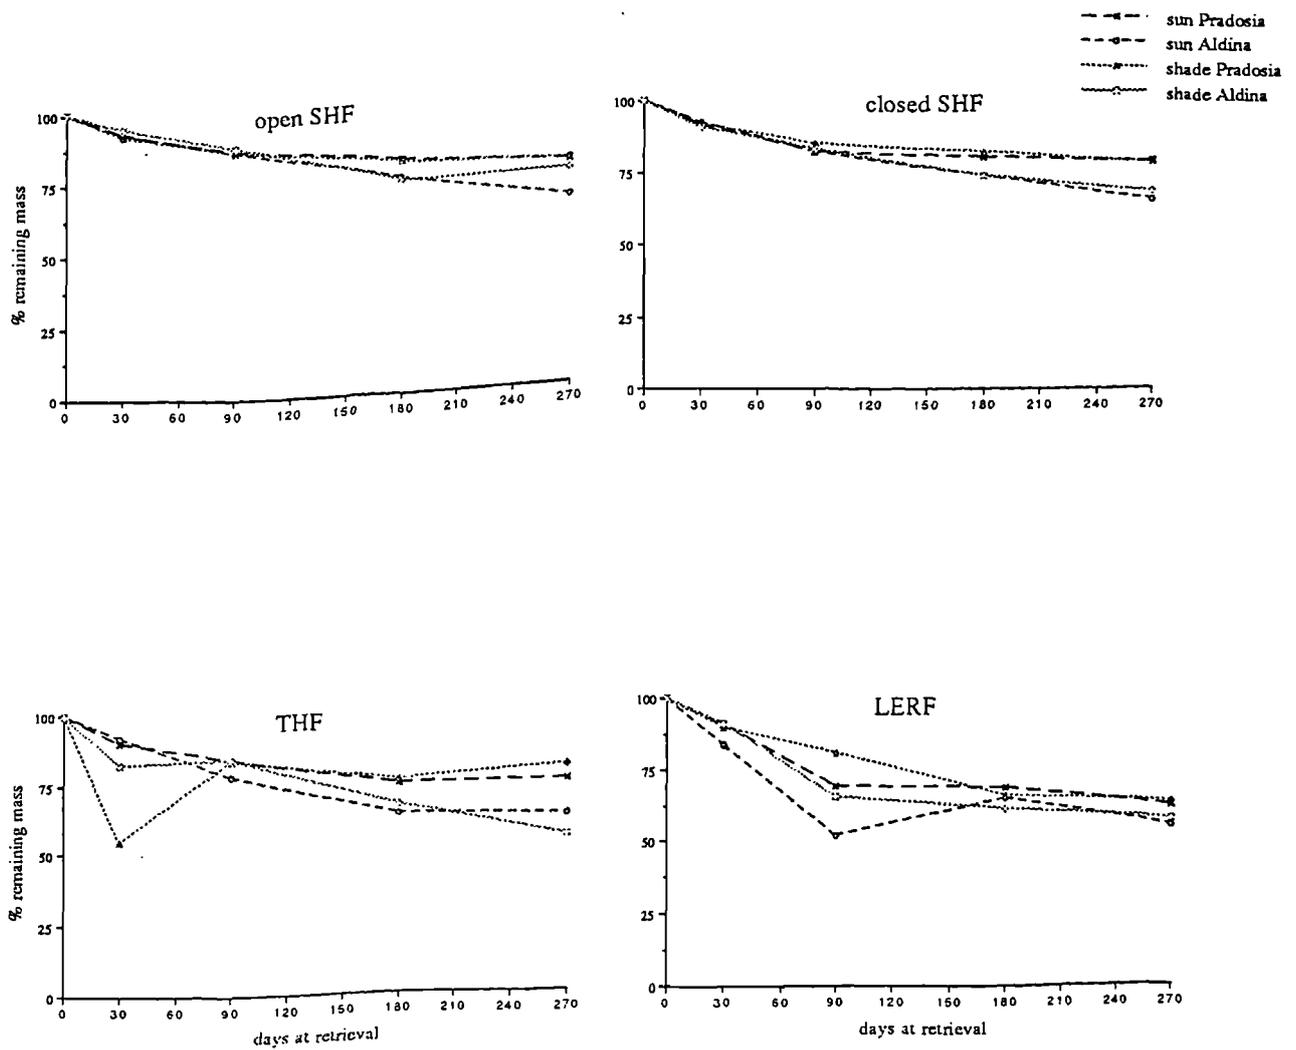 sun Pradosia
sun Aldina
shade Pradosia
shade Aldina
open SHF
closed SHF
% remaining mass
100
75
50
25
0
0 30 60 90 120 150 180 210 240 270
100
75
50
25
0
0 30 60 90 120 150 180 210 240 270
THF
LERF
% remaining mass
100
75
50
25
0
0 30 60 90 120 150 180 210 240 270
days at retrieval
100
75
50
25
0
0 30 60 90 120 150 180 210 240 270
days at retrieval